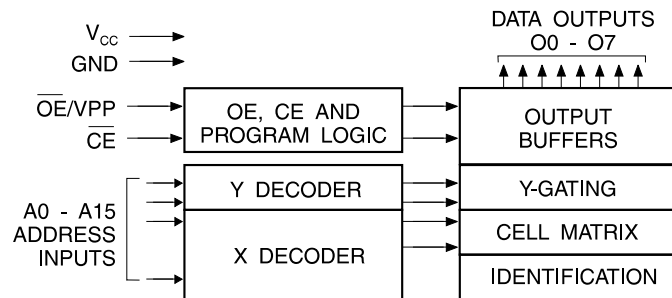 DATA OUTPUTS
O0 - O7
VCC
GND
OE/VPP
CE
OE, CE AND
PROGRAM LOGIC
OUTPUT
BUFFERS
A0 - A15
ADDRESS
INPUTS
Y DECODER
X DECODER
Y-GATING
CELL MATRIX
IDENTIFICATION